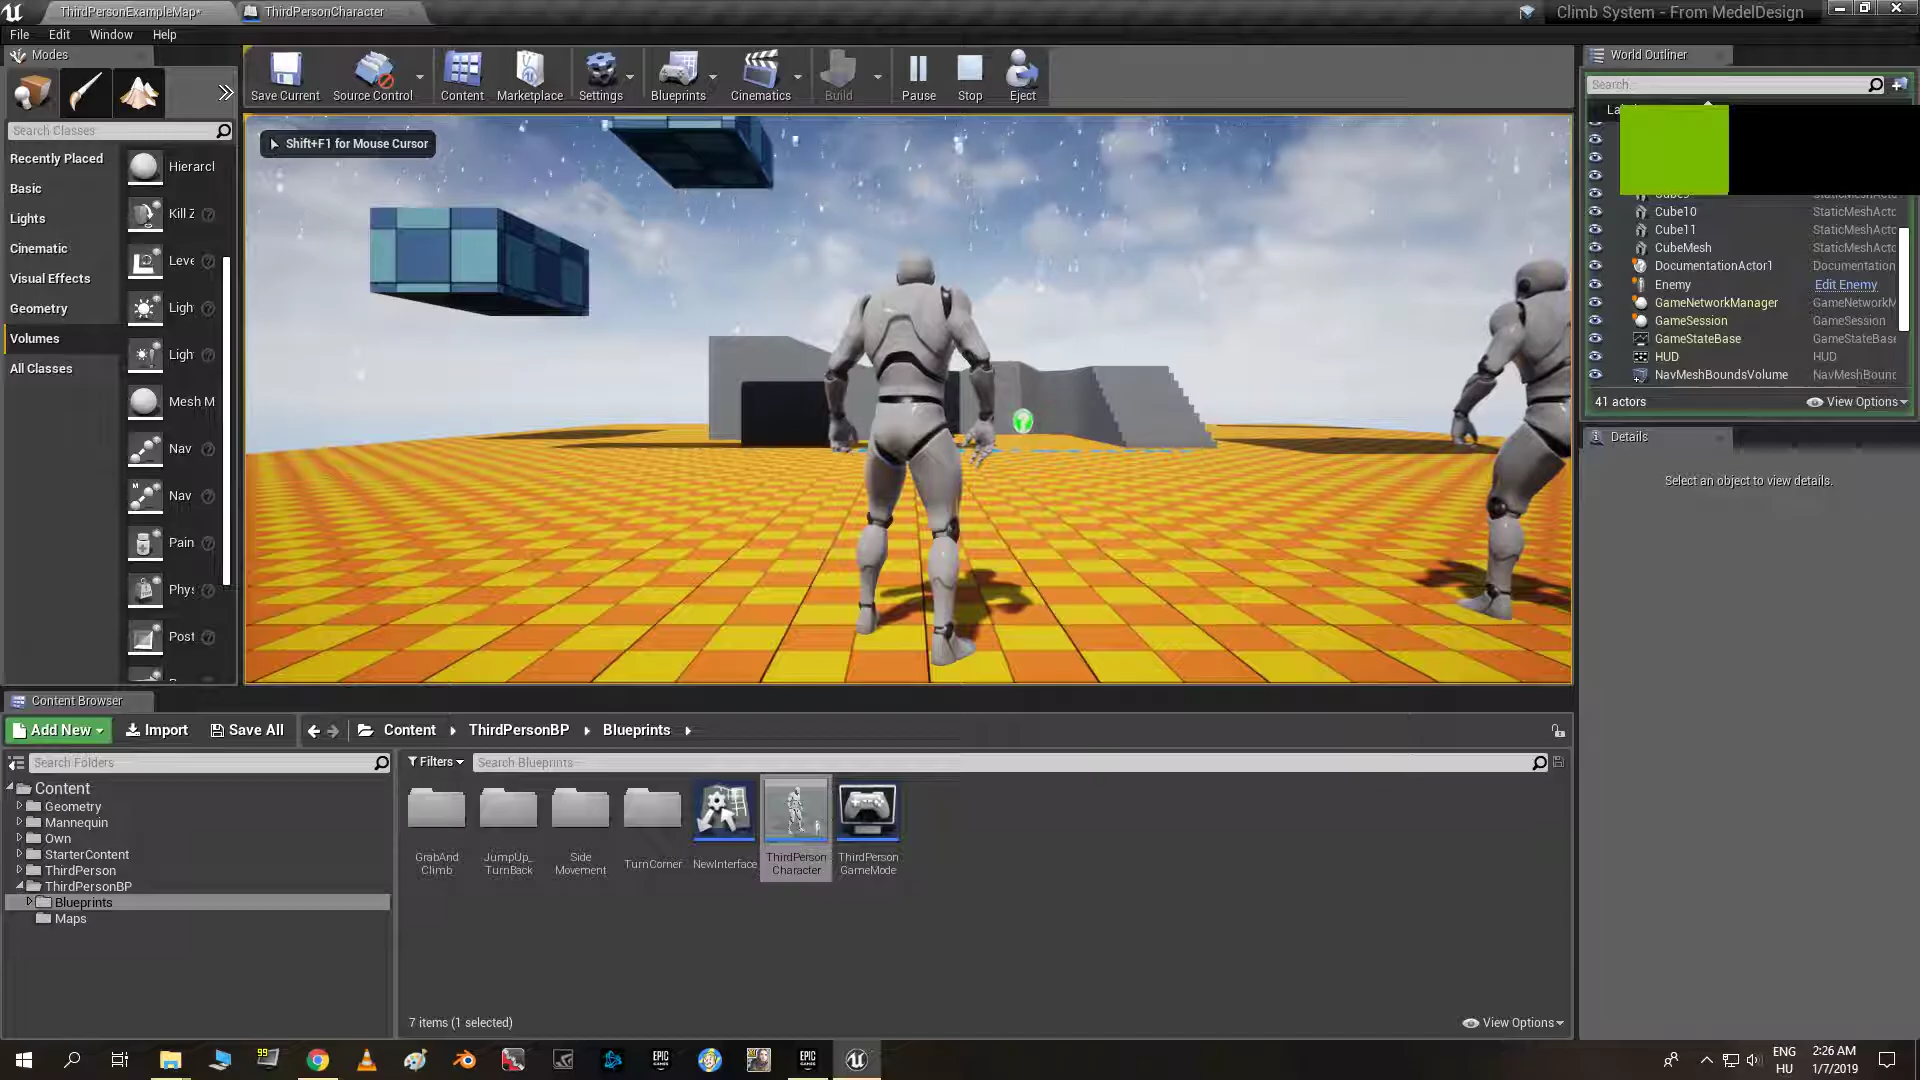 ThirdPersonExampleMap*
ThirdPersonCharacter
Climb System - From MedelDesign
File
Edit
Window
Help
Modes
Save Current
Source Control
Content
Marketplace
Settings
Blueprints
Cinematics
Build
Pause
Stop
Eject
World Outliner
Search Classes
Search...
Shift+F1 for Mouse Cursor
Recently Placed
Basic
Lights
Cinematic
Visual Effects
Geometry
Volumes
All Classes
Hierarcl
Kill Z
Leve
Ligh
Ligh
Mesh M
Nav
Nav
Pain
Phys
Post
Cube10
StaticMeshActo
Cube11
StaticMeshActo
CubeMesh
StaticMeshActo
DocumentationActor1
Documentation
Enemy
Edit Enemy
GameNetworkManager
GameNetworkM
GameSession
GameSession
GameStateBase
GameStateBase
HUD
HUD
NavMeshBoundsVolume
NavMeshBound
41 actors
View Options
Details
Select an object to view details.
Content Browser
Add New
Import
Save All
Content
ThirdPersonBP
Blueprints
Search Folders
Filters
Search Blueprints
Content
Geometry
Mannequin
Own
StarterContent
ThirdPerson
ThirdPersonBP
Blueprints
Maps
GrabAnd
Climb
JumpUp_
TurnBack
Side
Movement
TurnCorner
NewInterface
ThirdPerson
Character
ThirdPerson
GameMode
7 items (1 selected)
View Options
99
EPIC
GAMES
EPIC
GAMES
ENG
HU
2:26 AM
1/7/2019